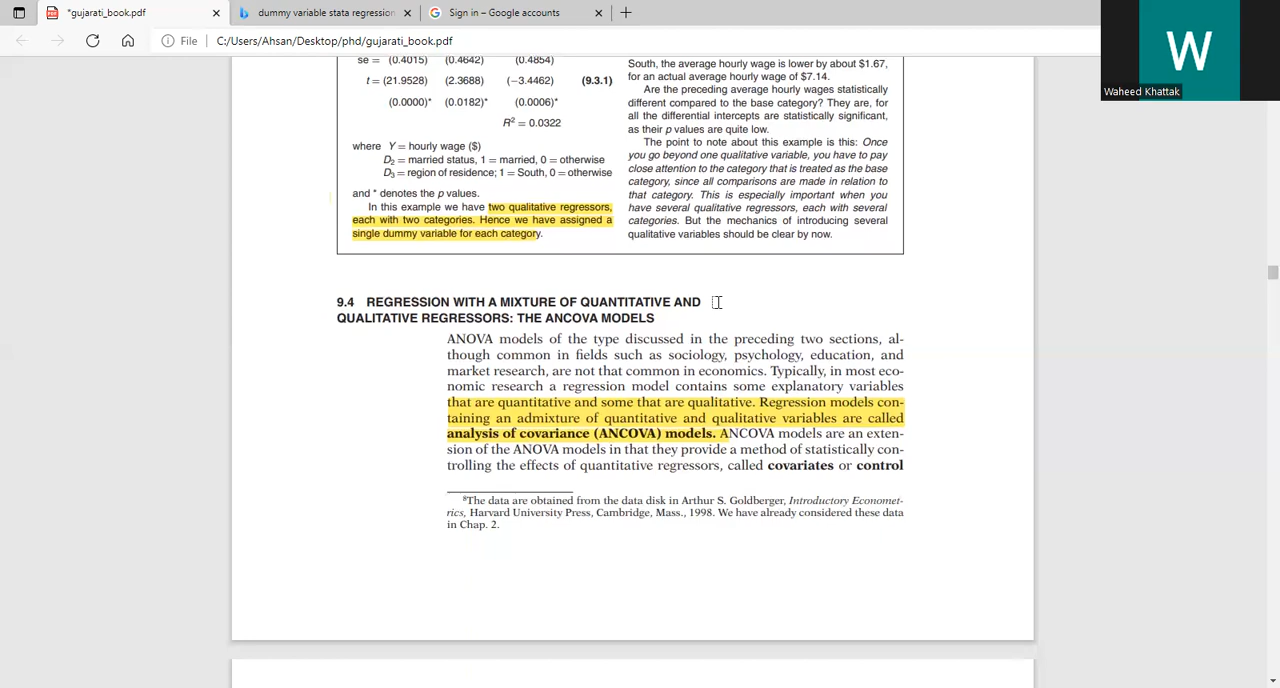 *gujarati_book.pdf
dummy variable stata regression
Sign in – Google accounts
File
C:/Users/Ahsan/Desktop/phd/gujarati_book.pdf
W
Waheed Khattak
se = (0.4015) (0.4642) (0.4854)
t = (21.9528) (2.3688) (−3.4462) (9.3.1)
(0.0000)* (0.0182)* (0.0006)*
R² = 0.0322
where Y = hourly wage ($)
D₂ = married status, 1 = married, 0 = otherwise
D₃ = region of residence; 1 = South, 0 = otherwise
and * denotes the p values.
In this example we have two qualitative regressors,
each with two categories. Hence we have assigned a
single dummy variable for each category.
South, the average hourly wage is lower by about $1.67,
for an actual average hourly wage of $7.14.
Are the preceding average hourly wages statistically
different compared to the base category? They are, for
all the differential intercepts are statistically significant,
as their p values are quite low.
The point to note about this example is this: Once
you go beyond one qualitative variable, you have to pay
close attention to the category that is treated as the base
category, since all comparisons are made in relation to
that category. This is especially important when you
have several qualitative regressors, each with several
categories. But the mechanics of introducing several
qualitative variables should be clear by now.
9.4 REGRESSION WITH A MIXTURE OF QUANTITATIVE AND
QUALITATIVE REGRESSORS: THE ANCOVA MODELS
ANOVA models of the type discussed in the preceding two sections, al-
though common in fields such as sociology, psychology, education, and
market research, are not that common in economics. Typically, in most eco-
nomic research a regression model contains some explanatory variables
that are quantitative and some that are qualitative. Regression models con-
taining an admixture of quantitative and qualitative variables are called
analysis of covariance (ANCOVA) models. ANCOVA models are an exten-
sion of the ANOVA models in that they provide a method of statistically con-
trolling the effects of quantitative regressors, called covariates or control
⁸The data are obtained from the data disk in Arthur S. Goldberger, Introductory Economet-
rics, Harvard University Press, Cambridge, Mass., 1998. We have already considered these data
in Chap. 2.